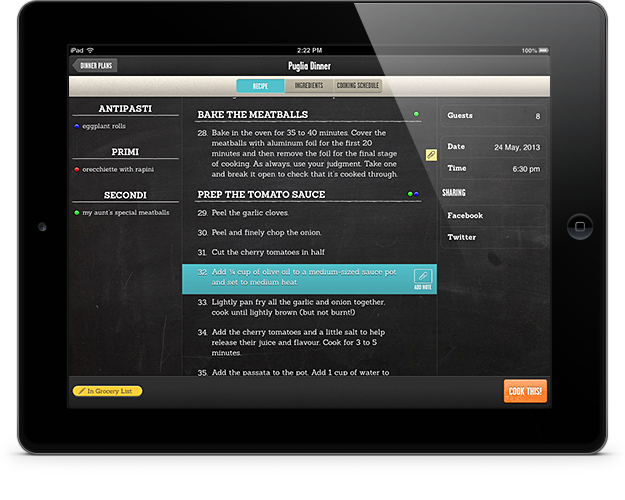 iPad
2:22 PM
100%
DINNER PLANS
Puglia Dinner
RECIPE
INGREDIENTS
COOKING SCHEDULE
ANTIPASTI
eggplant rolls
PRIMI
orecchiette with rapini
SECONDI
my aunt's special meatballs
BAKE THE MEATBALLS
28. Bake in the oven for 35 to 40 minutes. Cover the
meatballs with aluminum foil for the first 20
minutes and then remove the foil for the final stage
of cooking. As always, use your judgment. Take one
and break it open to check that it's cooked through.
PREP THE TOMATO SAUCE
29. Peel the garlic cloves.
30. Peel and finely chop the onion.
31. Cut the cherry tomatoes in half
32. Add ¼ cup of olive oil to a medium-sized sauce pot
and set to medium heat
ADD NOTE
33. Lightly pan fry all the garlic and onion together,
cook until lightly brown (but not burnt!)
34. Add the cherry tomatoes and a little salt to help
release their juice and flavour. Cook for 3 to 5
minutes.
35. Add the passata to the pot. Add 1 cup of water to
Guests 8
Date 24 May, 2013
Time 6:30 pm
SHARING
Facebook
Twitter
In Grocery List
COOK THIS!